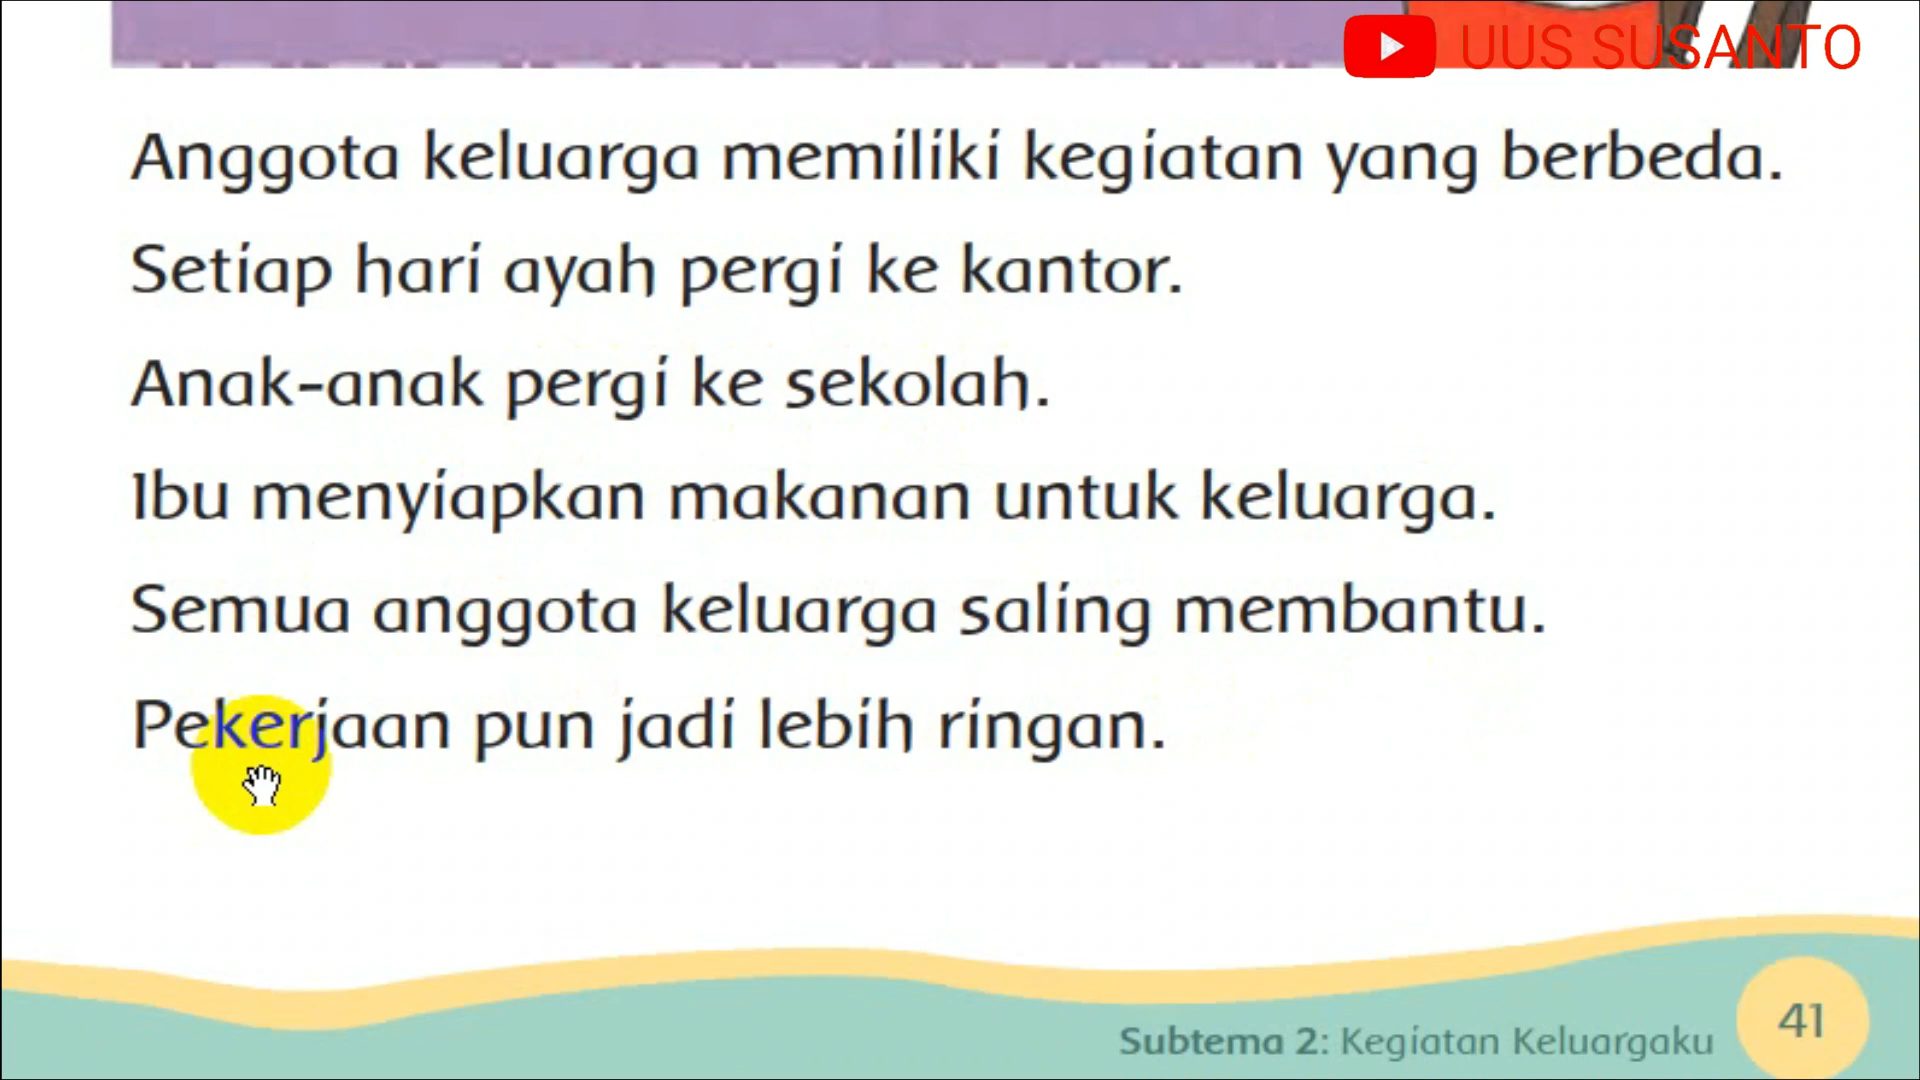 UUS SUSANTO
Anggota keluarga memiliki kegiatan yang berbeda.
Setiap hari ayah pergi ke kantor.
Anak-anak pergi ke sekolah.
Ibu menyiapkan makanan untuk keluarga.
Semua anggota keluarga saling membantu.
Pekerjaan pun jadi lebih ringan.
Subtema 2: Kegiatan Keluargaku
41